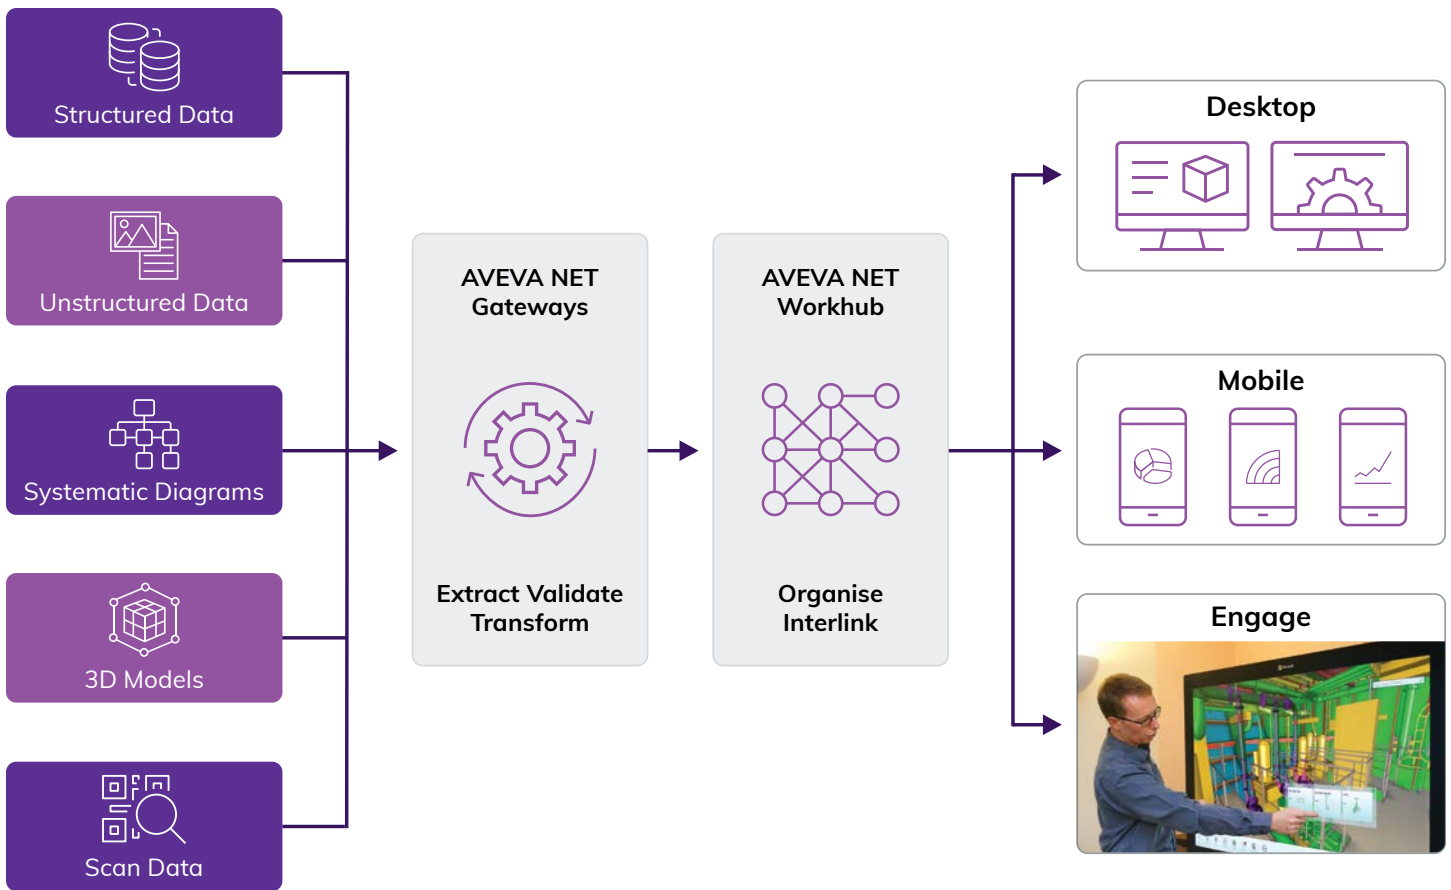 Structured Data
Unstructured Data
Systematic Diagrams
3D Models
Scan Data
AVEVA NET
Gateways
Extract Validate
Transform
AVEVA NET
Workhub
Organise
Interlink
Desktop
Mobile
Engage